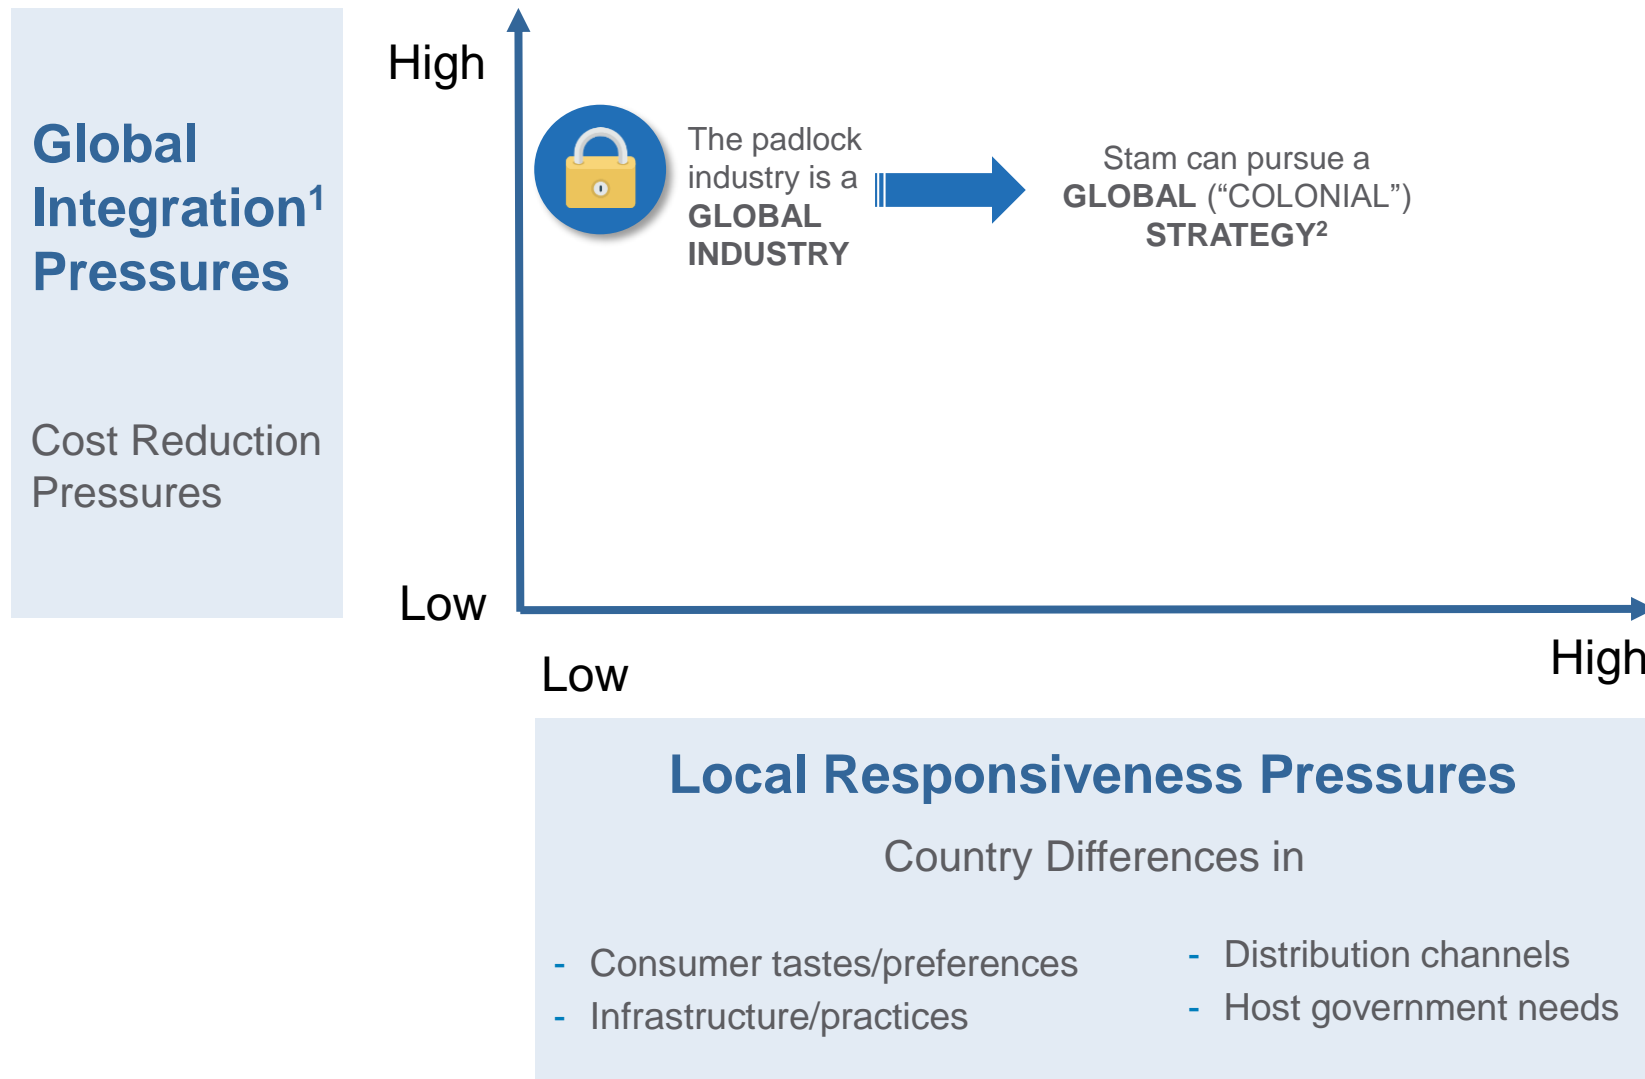 Global
Integration¹
Pressures
Cost Reduction
Pressures
High
The padlock
industry is a
GLOBAL
INDUSTRY
Stam can pursue a
GLOBAL (“COLONIAL”)
STRATEGY²
Low
Low
High
Local Responsiveness Pressures
Country Differences in
- Consumer tastes/preferences
- Infrastructure/practices
- Distribution channels
- Host government needs